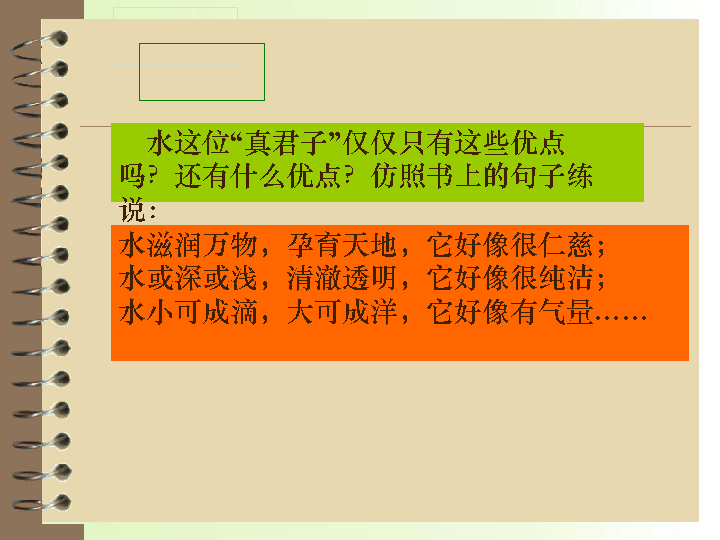 水这位“真君子”仅仅只有这些优点
吗？还有什么优点？仿照书上的句子练
说：
水滋润万物，孕育天地，它好像很仁慈；
水或深或浅，清澈透明，它好像很纯洁；
水小可成滴，大可成洋，它好像有气量……